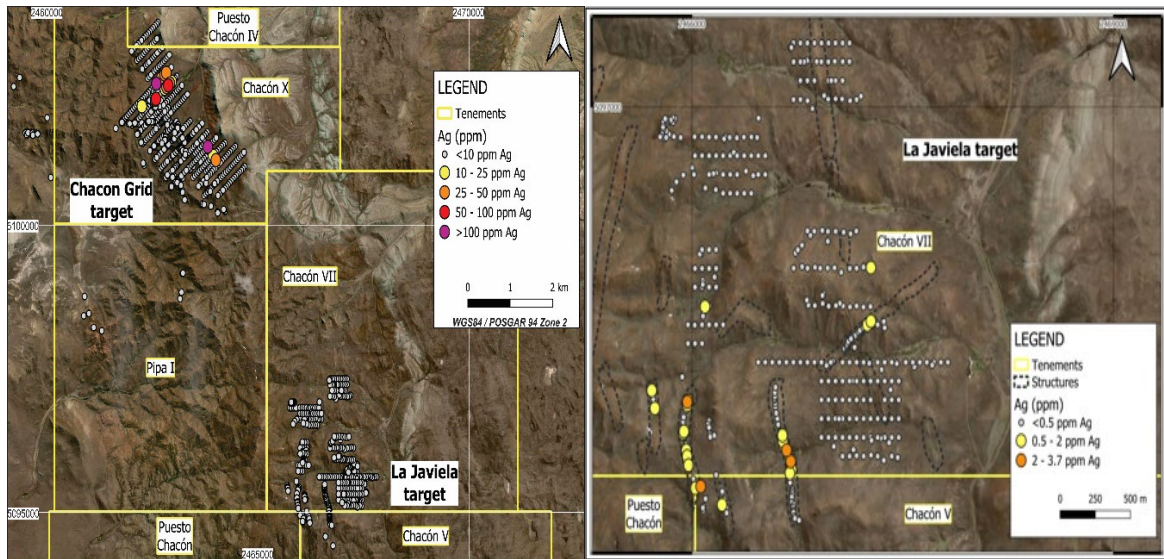 2460000
2470000
Puesto
Chacón IV
Chacón X
LEGEND
Tenements
Ag (ppm)
<10 ppm Ag
10 - 25 ppm Ag
25 - 50 ppm Ag
50 - 100 ppm Ag
>100 ppm Ag
0 1 2 km
WGS84 / POSGAR 94 Zone 2
Chacon Grid
target
5100000
Chacón VII
Pipa I
La Javiela
target
5095000
Puesto
Chacón
Chacón V
2465000
2466000
5097000
La Javiela target
Chacón VII
LEGEND
Tenements
Structures
Ag (ppm)
<0.5 ppm Ag
0.5 - 2 ppm Ag
2 - 3.7 ppm Ag
0 250 500 m
Puesto
Chacón
Chacón V